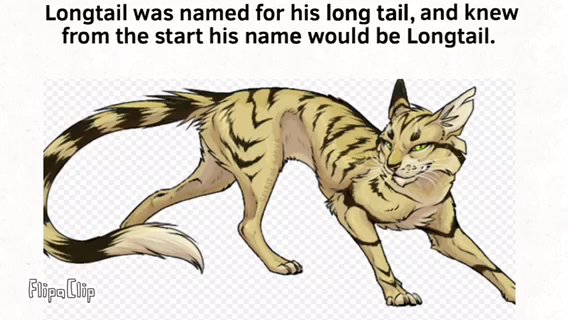 Longtail was named for his long tail, and knew
from the start his name would be Longtail.
FlipaClip